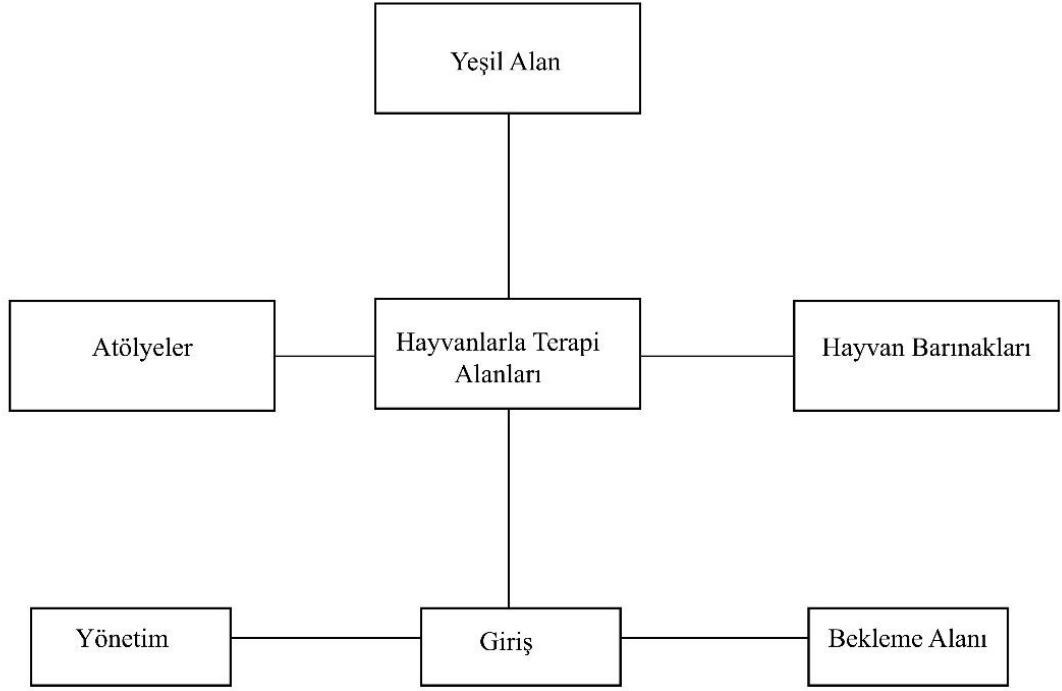 Yeşil Alan
Atölyeler
Hayvanlarla Terapi
Alanları
Hayvan Barınakları
Yönetim
Giriş
Bekleme Alanı